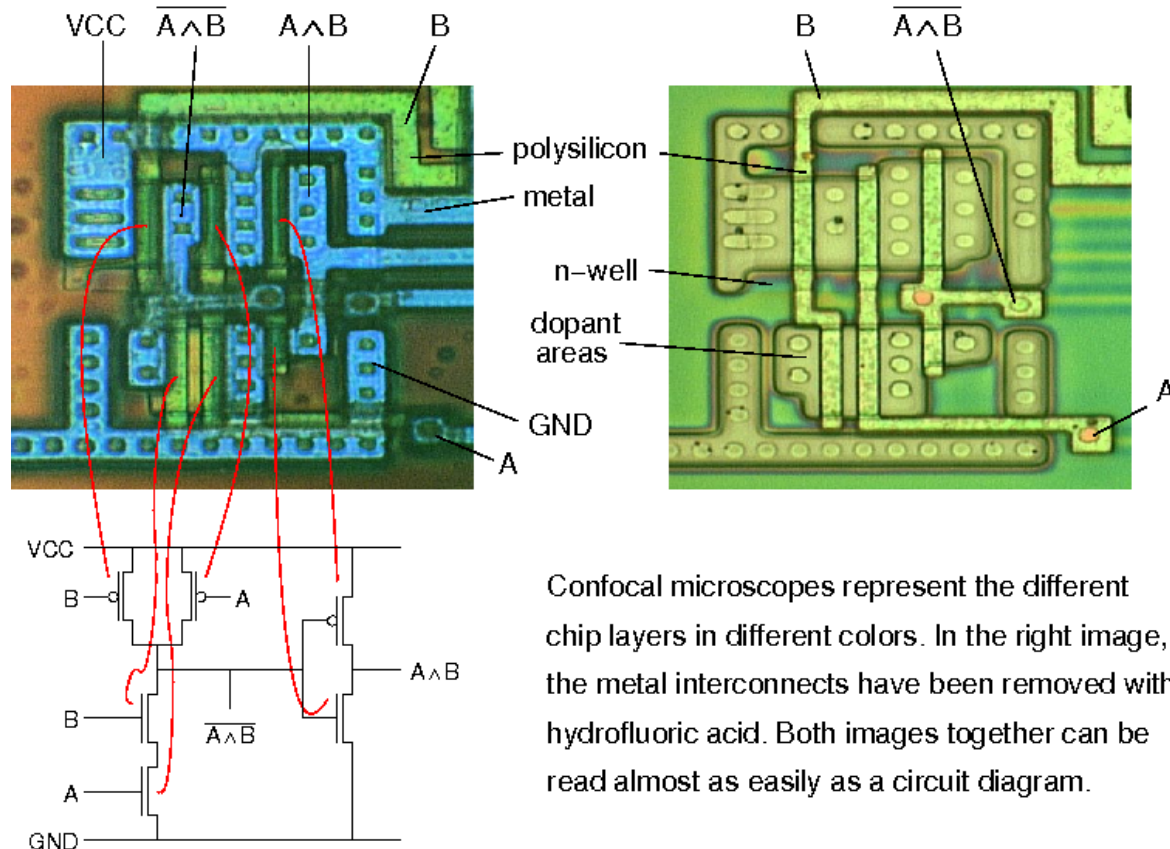 VCC
A∧B
A∧B
B
B
A∧B
polysilicon
metal
n−well
dopant
areas
GND
A
A
VCC
B
A
A∧B
B
A∧B
A
GND
Confocal microscopes represent the different
chip layers in different colors. In the right image,
the metal interconnects have been removed with
hydrofluoric acid. Both images together can be
read almost as easily as a circuit diagram.